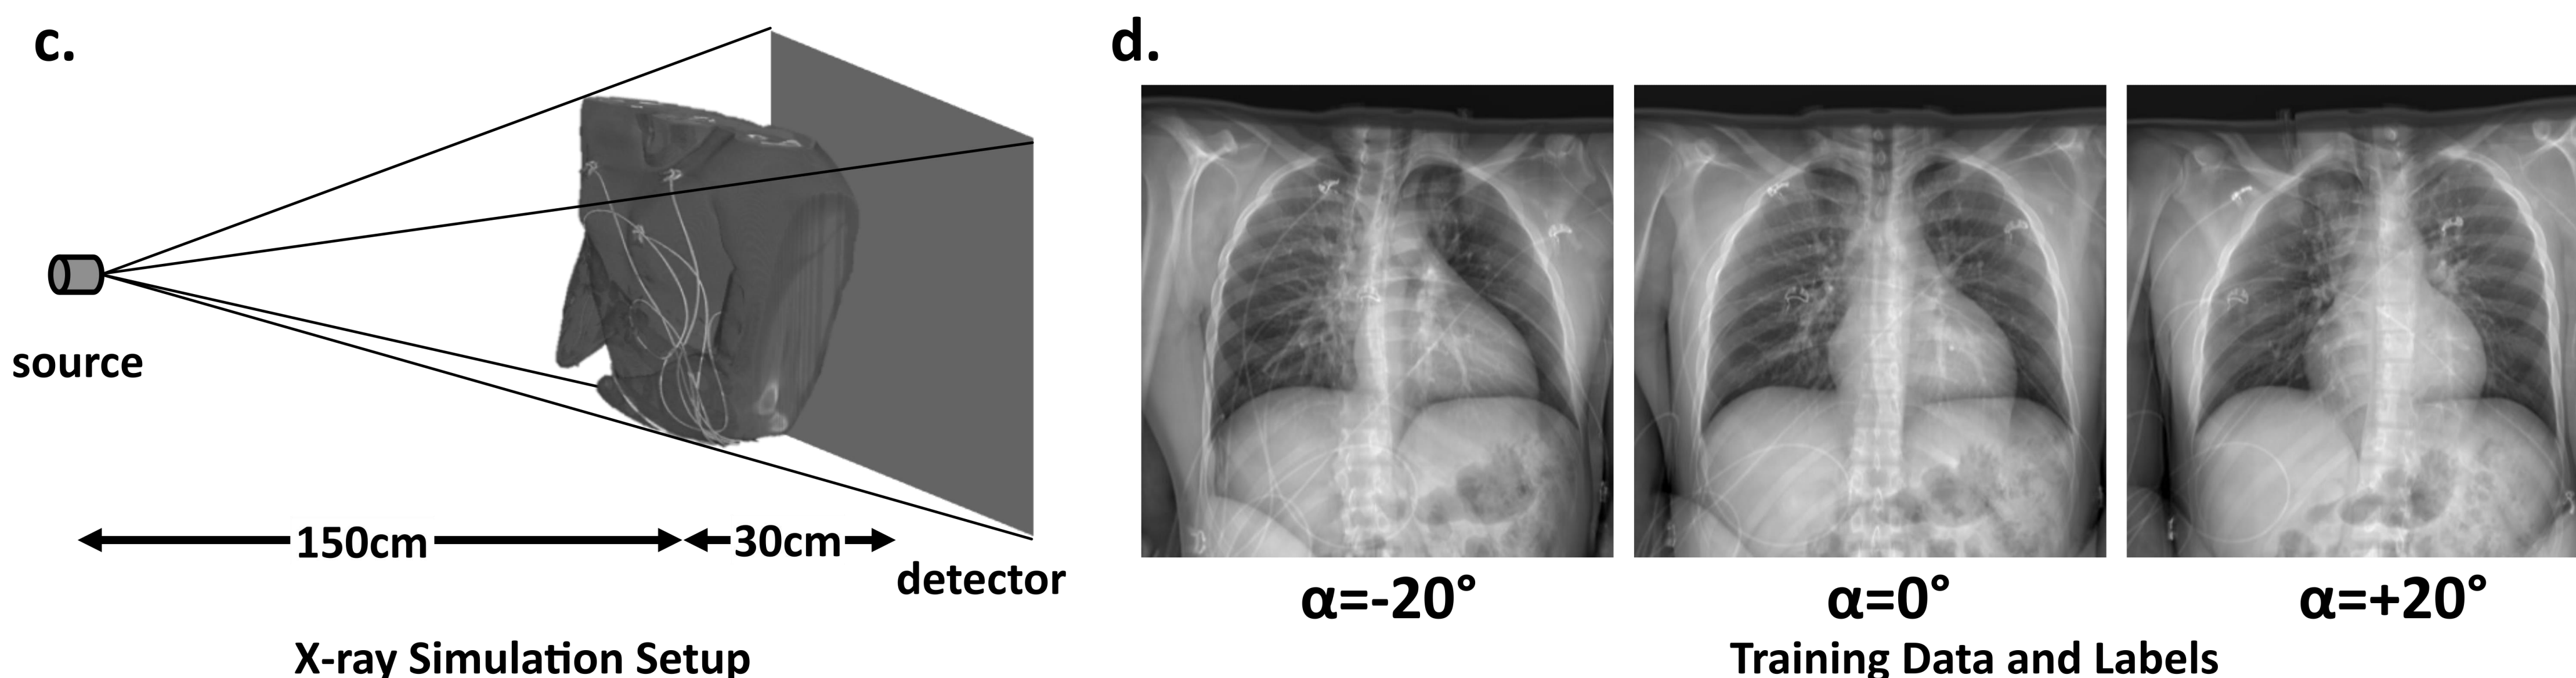 c.
source
150cm
30cm
detector
X-ray Simulation Setup
d.
α=-20°
α=0°
α=+20°
Training Data and Labels